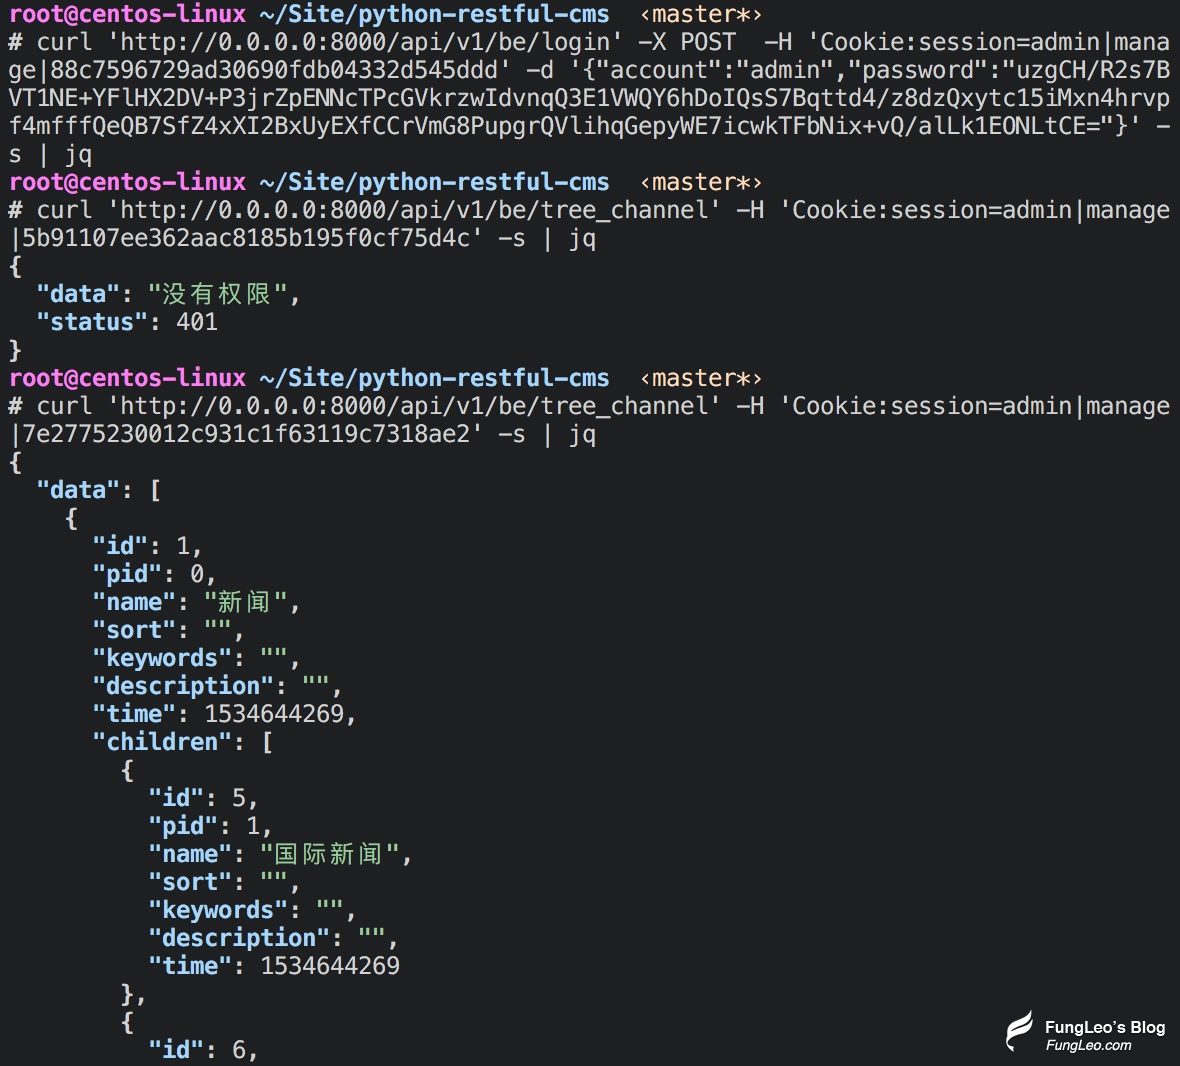 root@centos-linux ~/Site/python-restful-cms  ‹master*›
# curl 'http://0.0.0.0:8000/api/v1/be/login' -X POST  -H 'Cookie:session=admin|mana
ge|88c7596729ad30690fdb04332d545ddd' -d '{"account":"admin","password":"uzgCH/R2s7B
VT1NE+YFlHX2DV+P3jrZpENNcTPcGVkrzwIdvnqQ3E1VWQY6hDoIQsS7Bqttd4/z8dzQxytc15iMxn4hrvp
f4mfffQeQB7SfZ4xXI2BxUyEXfCCrVmG8PupgrQVlihqGepyWE7icwkTFbNix+vQ/alLk1EONLtCE="}' -
s | jq
root@centos-linux ~/Site/python-restful-cms  ‹master*›
# curl 'http://0.0.0.0:8000/api/v1/be/tree_channel' -H 'Cookie:session=admin|manage
|5b91107ee362aac8185b195f0cf75d4c' -s | jq
{
  "data": "没有权限",
  "status": 401
}
root@centos-linux ~/Site/python-restful-cms  ‹master*›
# curl 'http://0.0.0.0:8000/api/v1/be/tree_channel' -H 'Cookie:session=admin|manage
|7e2775230012c931c1f63119c7318ae2' -s | jq
{
  "data": [
    {
      "id": 1,
      "pid": 0,
      "name": "新闻",
      "sort": "",
      "keywords": "",
      "description": "",
      "time": 1534644269,
      "children": [
        {
          "id": 5,
          "pid": 1,
          "name": "国际新闻",
          "sort": "",
          "keywords": "",
          "description": "",
          "time": 1534644269
        },
        {
          "id": 6,
FungLeo's Blog
FungLeo.com